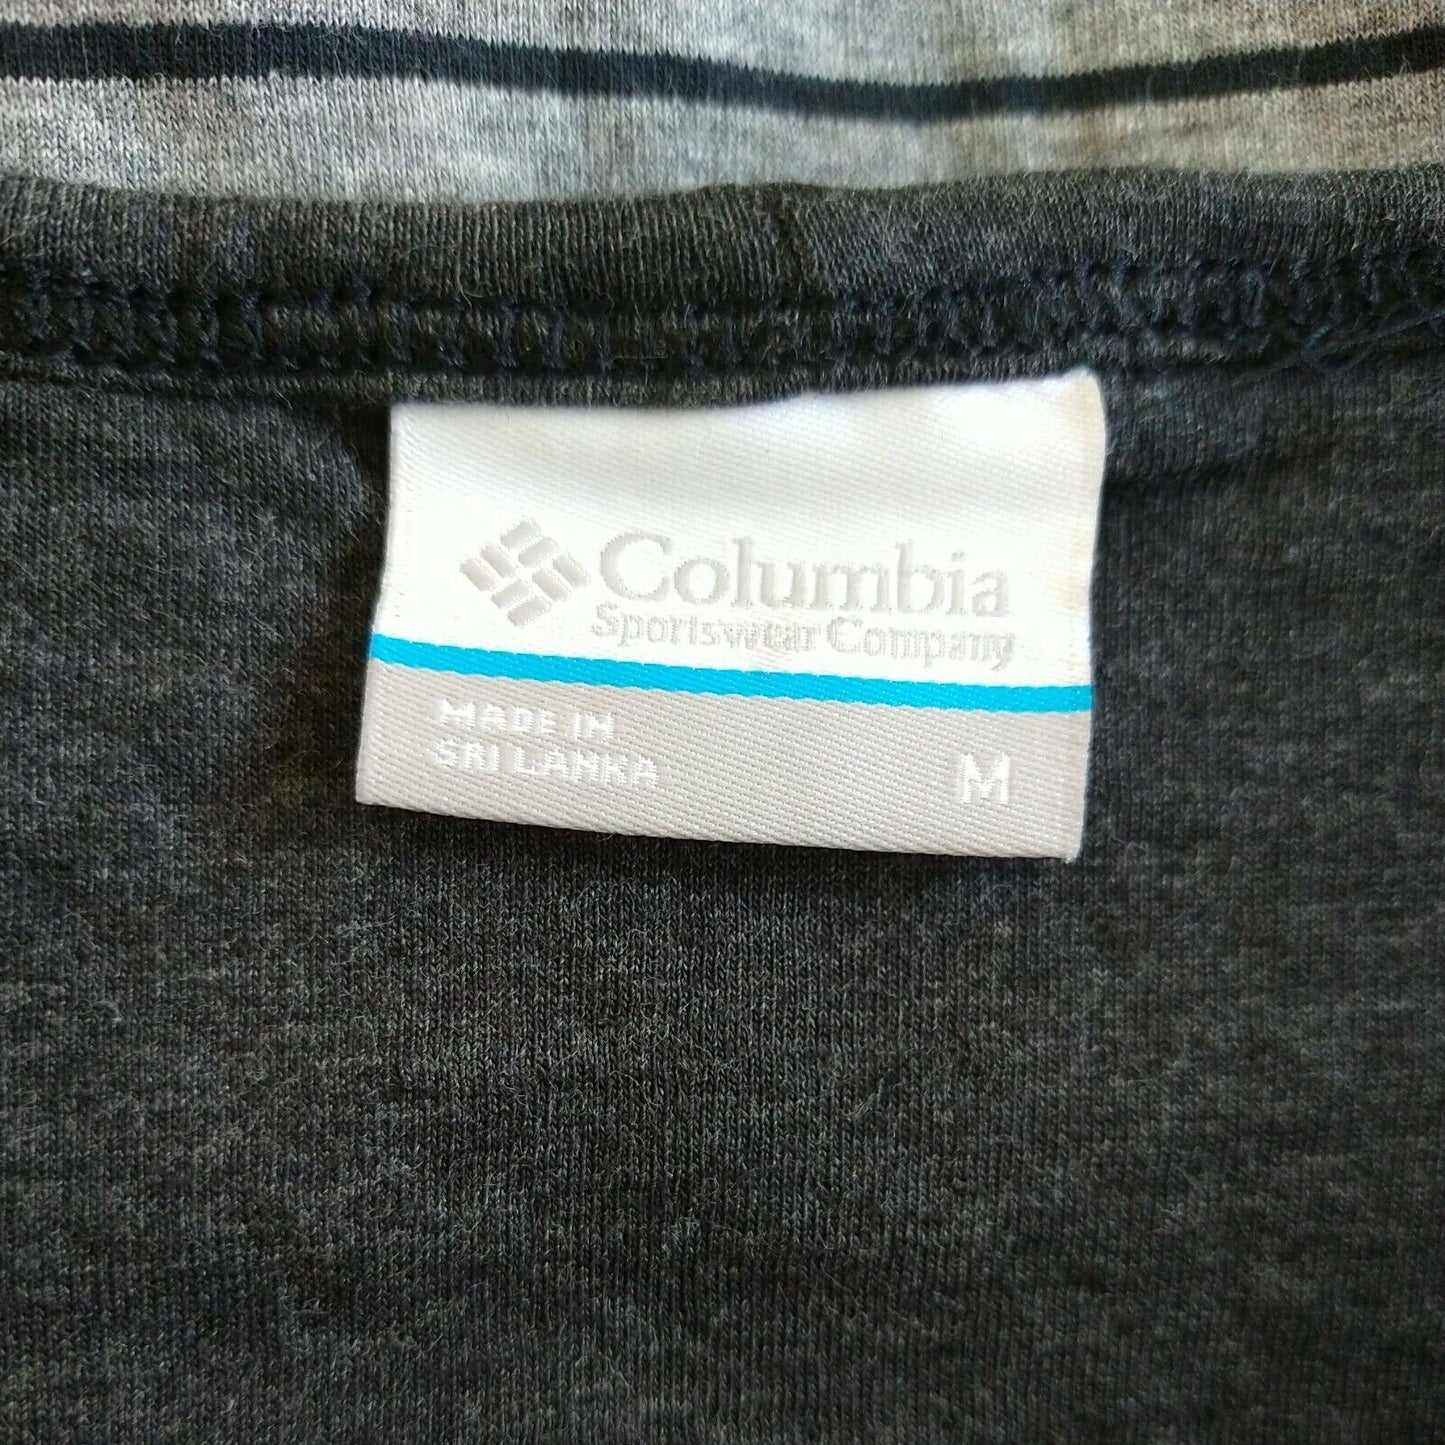 Columbia
Sportswear Company
MADE IN
SRI LANKA
M